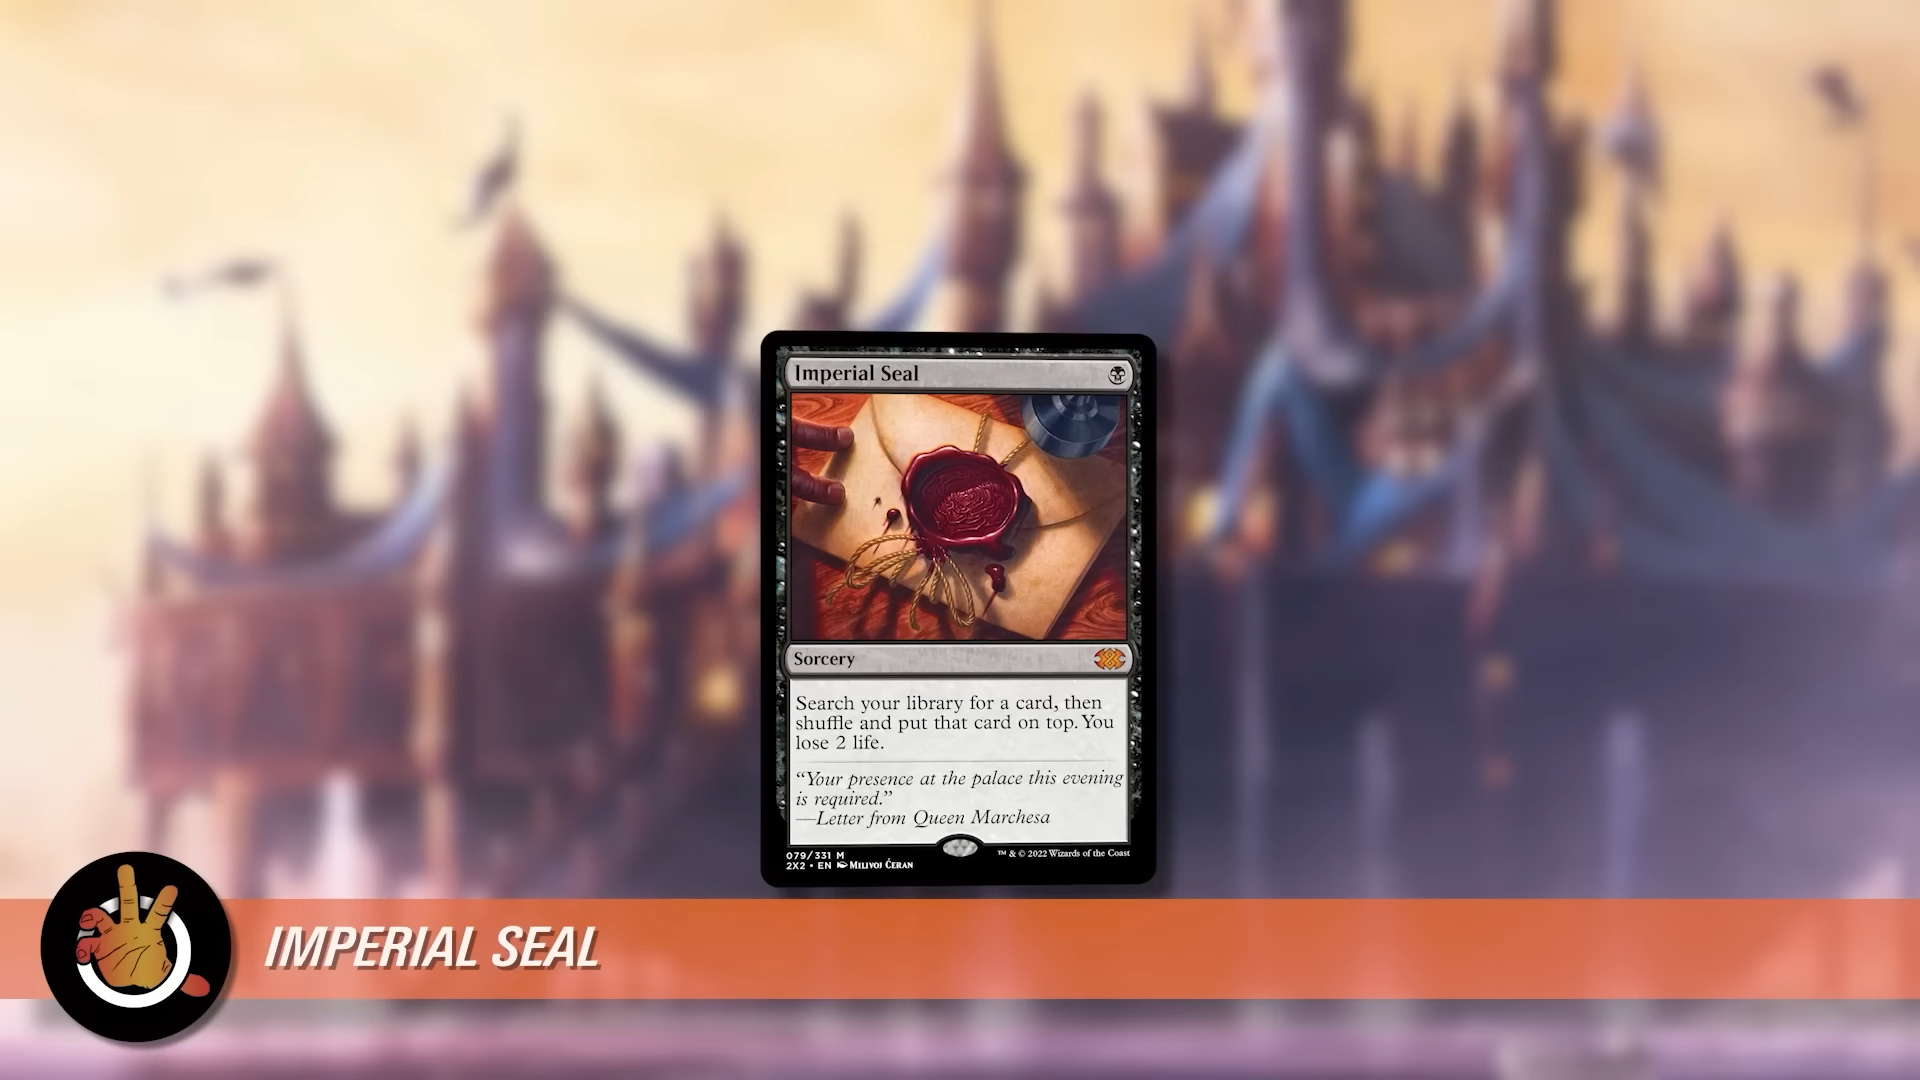 Imperial Seal
Sorcery
Search your library for a card, then
shuffle and put that card on top. You
lose 2 life.
“Your presence at the palace this evening
is required.”
—Letter from Queen Marchesa
079/331 M
2X2 • EN Milivoj Ćeran
™ & © 2022 Wizards of the Coast
IMPERIAL SEAL